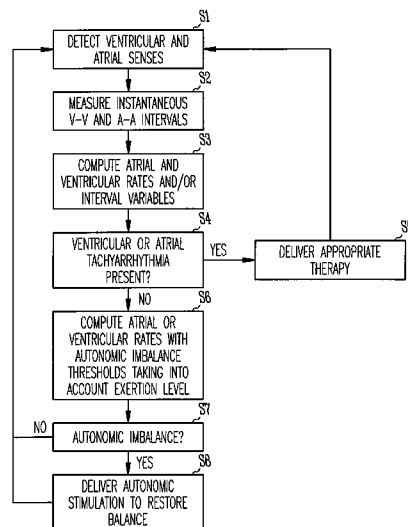 S1
DETECT VENTRICULAR AND
ATRIAL SENSES
S2
MEASURE INSTANTANEOUS
V-V AND A-A INTERVALS
S3
COMPUTE ATRIAL AND
VENTRICULAR RATES AND/OR
INTERVAL VARIABLES
S4
VENTRICULAR OR ATRIAL
TACHYARRHYTHMIA
PRESENT?
YES
DELIVER APPROPRIATE
THERAPY
NO
S6
COMPUTE ATRIAL OR
VENTRICULAR RATES WITH
AUTONOMIC IMBALANCE
THRESHOLDS TAKING INTO
ACCOUNT EXERTION LEVEL
S7
NO
AUTONOMIC IMBALANCE?
YES
S8
DELIVER AUTONOMIC
STIMULATION TO RESTORE
BALANCE